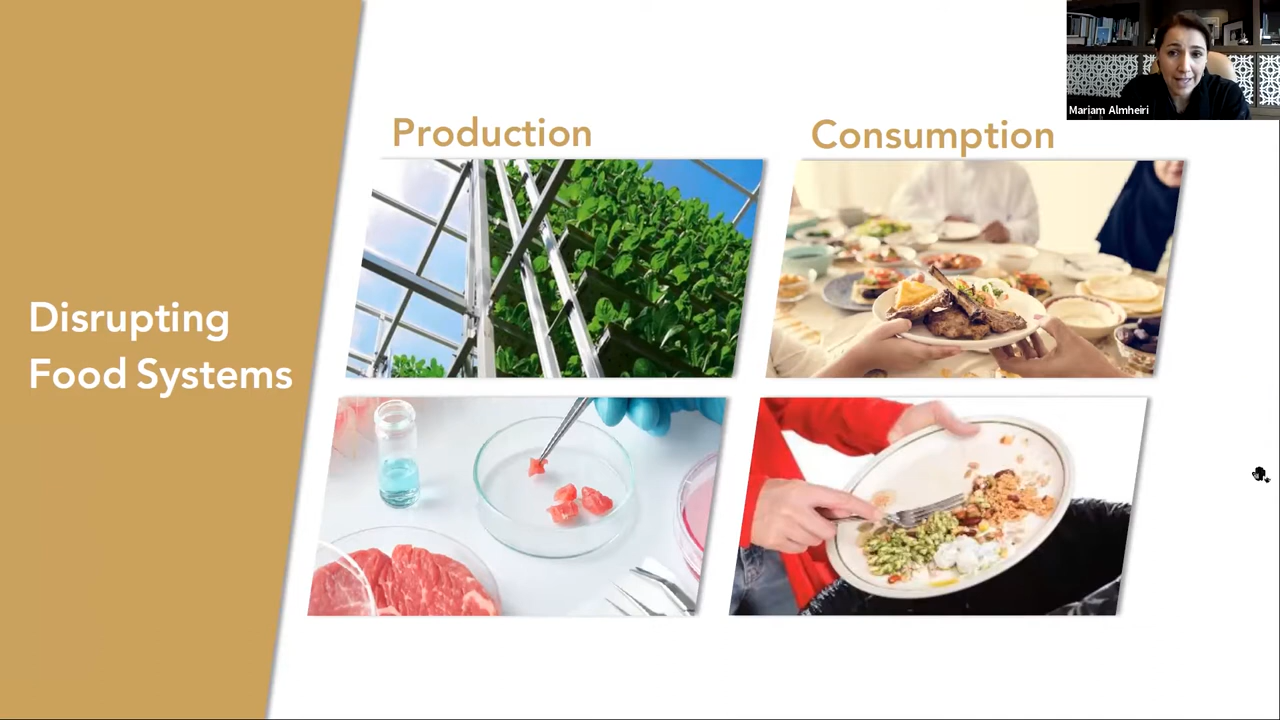 Disrupting
Food Systems
Production
Consumption
Mariam Almheiri